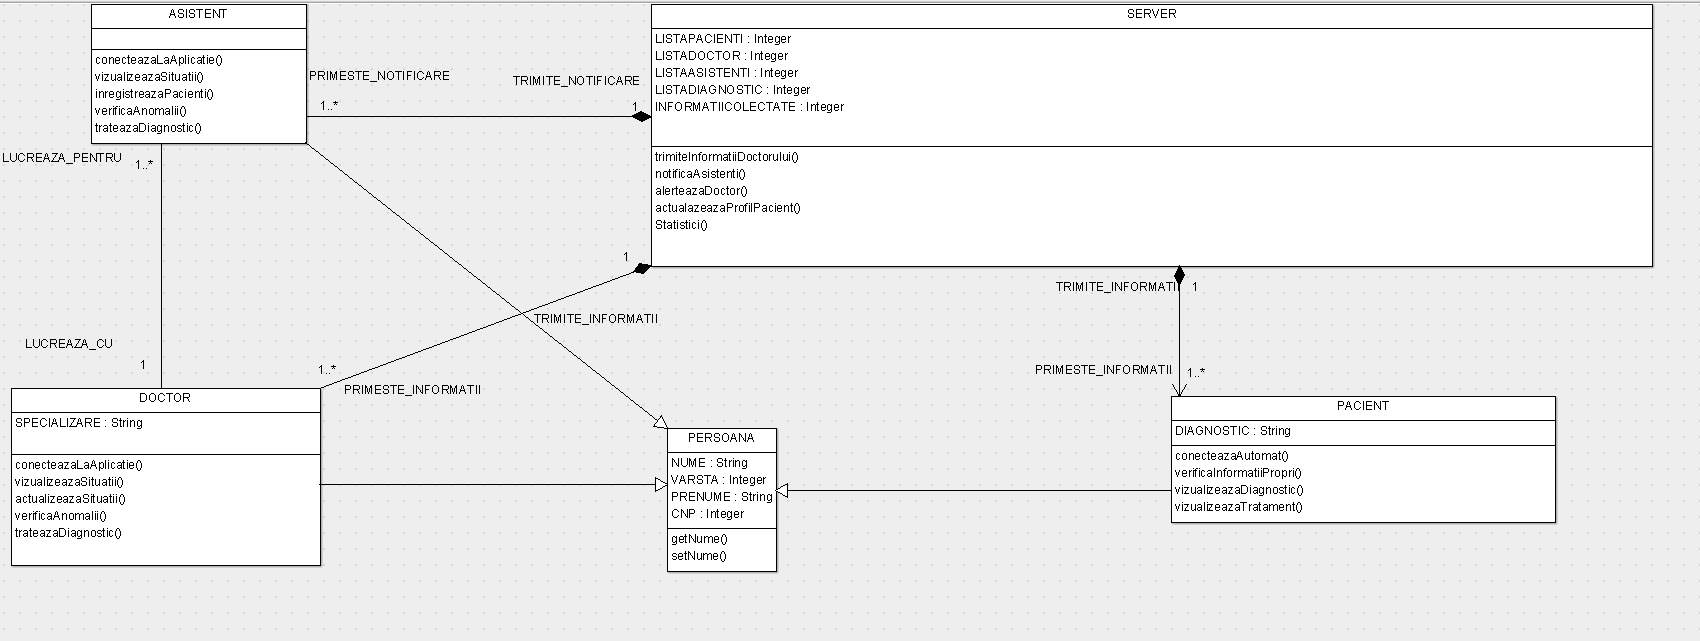 ASISTENT
conecteazaLaAplicatie()
vizualizeazaSituatii()
inregistreazaPacienti()
verificaAnomalii()
trateazaDiagnostic()
PRIMESTE_NOTIFICARE
1..*
TRIMITE_NOTIFICARE
1
SERVER
LISTAPACIENTI : Integer
LISTADOCTOR : Integer
LISTAASISTENTI : Integer
LISTADIAGNOSTIC : Integer
INFORMATIICOLECTATE : Integer
trimiteInformatiiDoctorului()
notificaAsistenti()
alerteazaDoctor()
actualazeazaProfilPacient()
Statistici()
LUCREAZA_PENTRU
1..*
LUCREAZA_CU
1
1
TRIMITE_INFORMATII
1..*
PRIMESTE_INFORMATII
TRIMITE_INFORMATII
1
PRIMESTE_INFORMATII
1..*
DOCTOR
SPECIALIZARE : String
conecteazaLaAplicatie()
vizualizeazaSituatii()
actualizeazaSituatii()
verificaAnomalii()
trateazaDiagnostic()
PERSOANA
NUME : String
VARSTA : Integer
PRENUME : String
CNP : Integer
getNume()
setNume()
PACIENT
DIAGNOSTIC : String
conecteazaAutomat()
verificaInformatiiPropri()
vizualizeazaDiagnostic()
vizualizeazaTratament()